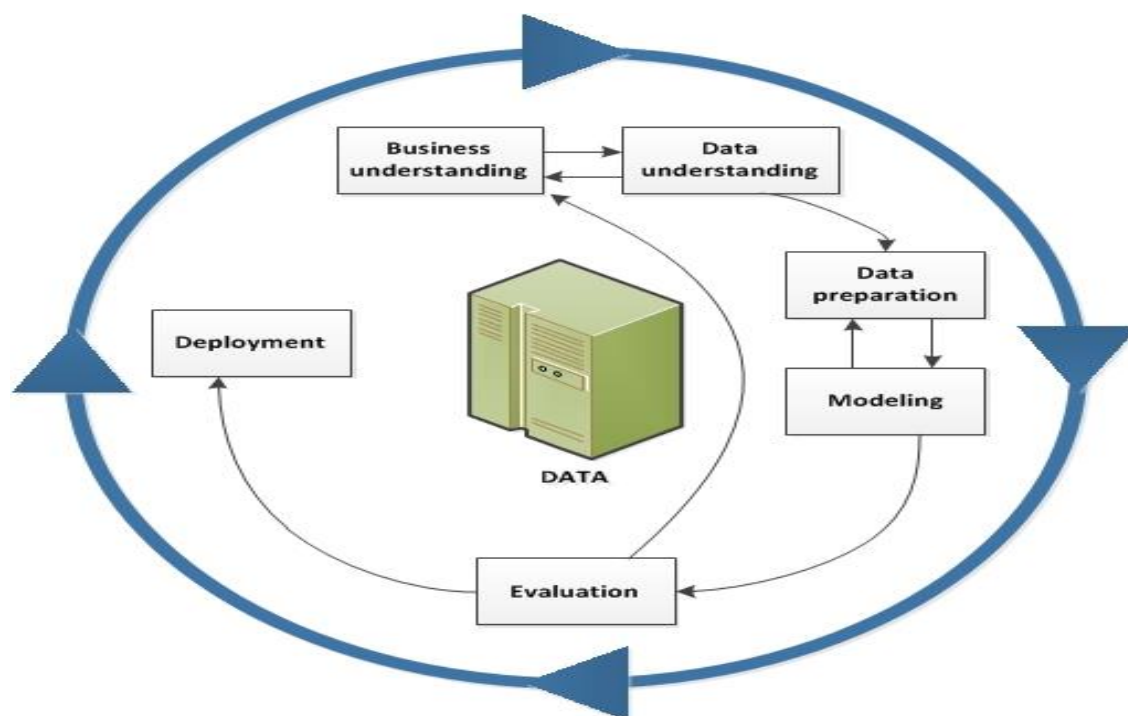 Business
understanding
Data
understanding
Data
preparation
Deployment
Modeling
DATA
Evaluation